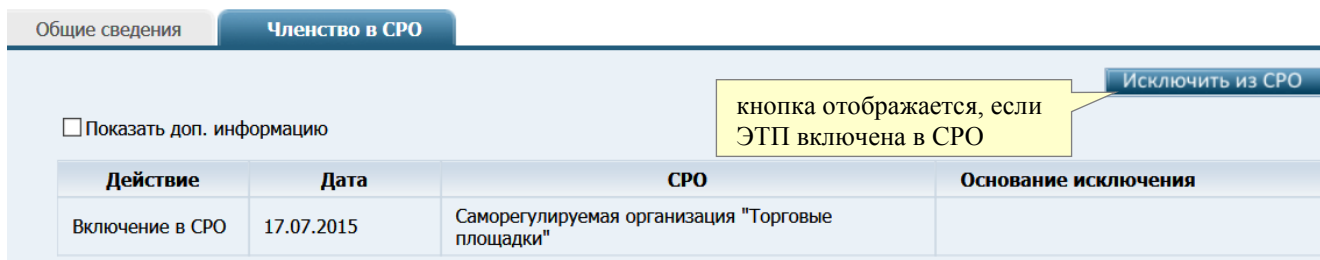 Общие сведения
Членство в СРО
Исключить из СРО
кнопка отображается, если
ЭТП включена в СРО
Показать доп. информацию
Действие
Дата
СРО
Основание исключения
Включение в СРО
17.07.2015
Саморегулируемая организация "Торговые
площадки"